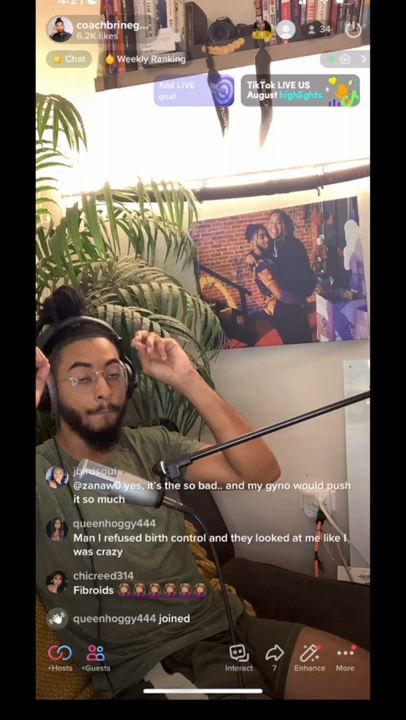 coachbrineg...
6.2K likes
34
Chat
Weekly Ranking
Add LIVE
goal
TikTok LIVE US
August highlights
@zanaw0 yes, it's the so bad.. and my gyno would push
it so much
queenhoggy444
Man I refused birth control and they looked at me like I
was crazy
chicreed314
Fibroids
queenhoggy444 joined
+Hosts
+Guests
Interact
7
Enhance
More